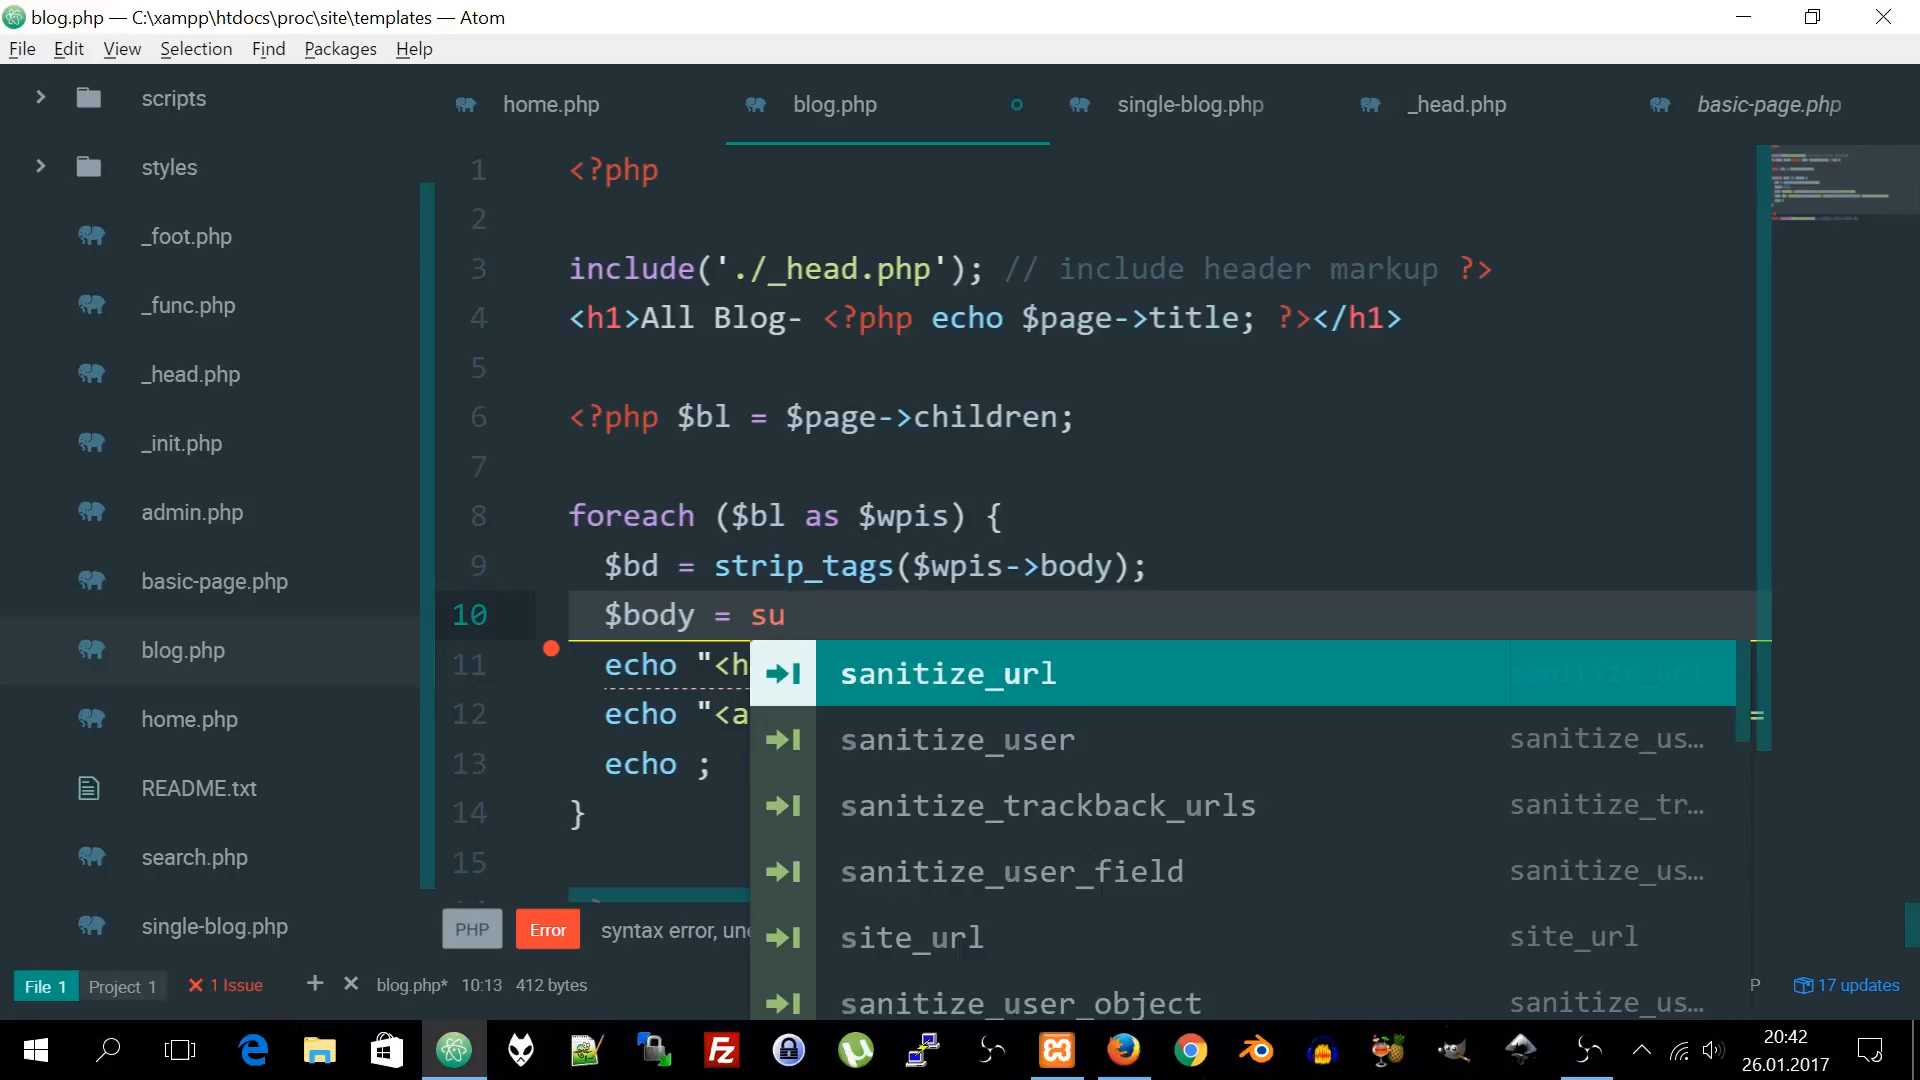 blog.php — C:\xampp\htdocs\proc\site\templates — Atom
File Edit View Selection Find Packages Help
scripts
styles
_foot.php
_func.php
_head.php
_init.php
admin.php
basic-page.php
blog.php
home.php
README.txt
search.php
single-blog.php
home.php blog.php single-blog.php _head.php basic-page.php
1 <?php
2
3 include('./_head.php'); // include header markup ?>
4 <h1>All Blog- <?php echo $page->title; ?></h1>
5
6 <?php $bl = $page->children;
7
8 foreach ($bl as $wpis) {
9 $bd = strip_tags($wpis->body);
10 $body = su
11 echo "<h
12 echo "<a
13 echo ;
14 }
15
sanitize_url
sanitize_user sanitize_us…
sanitize_trackback_urls sanitize_tr…
sanitize_user_field sanitize_us…
site_url site_url
sanitize_user_object sanitize_us…
PHP Error syntax error, une
File 1 Project 1 1 Issue blog.php* 10:13 412 bytes P 17 updates
20:42
26.01.2017